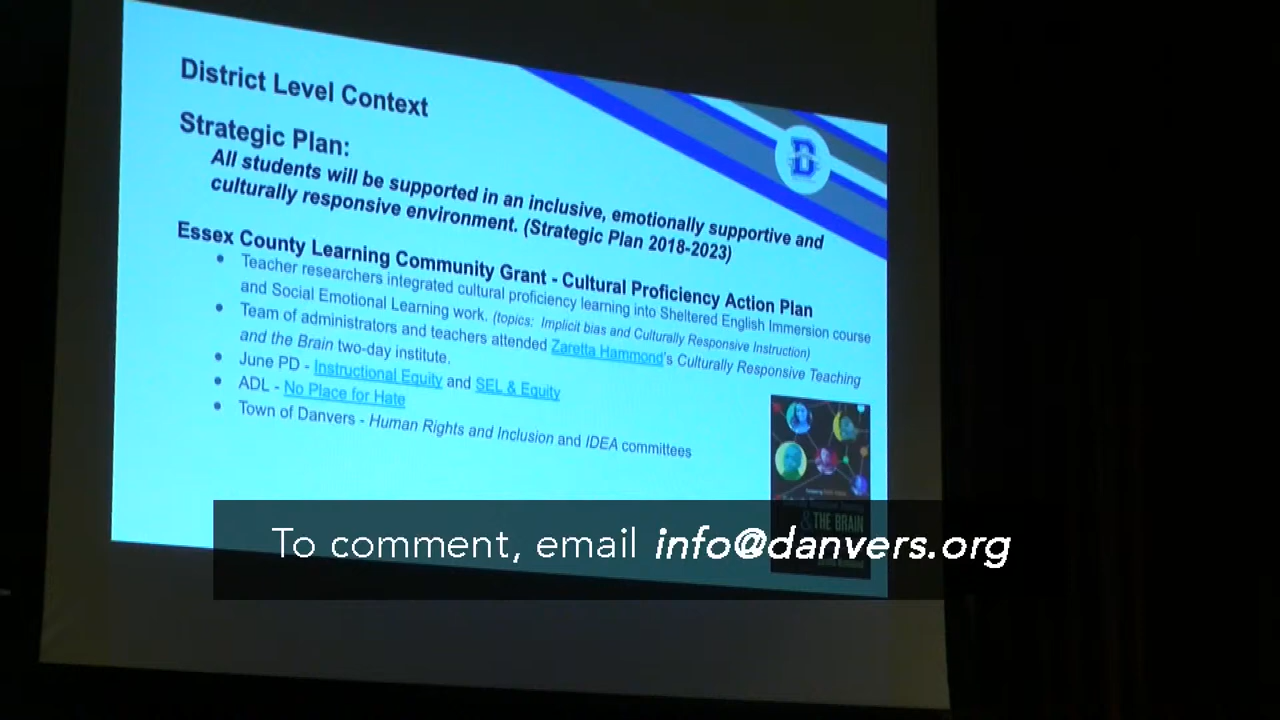 District Level Context
Strategic Plan:
All students will be supported in an inclusive, emotionally supportive and
culturally responsive environment. (Strategic Plan 2018-2023)
Essex County Learning Community Grant - Cultural Proficiency Action Plan
• Teacher researchers integrated cultural proficiency learning into Sheltered English Immersion course
and Social Emotional Learning work. (topics: Implicit bias and Culturally Responsive Instruction)
• Team of administrators and teachers attended Zaretta Hammond's Culturally Responsive Teaching
and the Brain two-day institute.
• June PD - Instructional Equity and SEL & Equity
• ADL - No Place for Hate
• Town of Danvers - Human Rights and Inclusion and IDEA committees
D
& THE BRAIN
To comment, email info@danvers.org